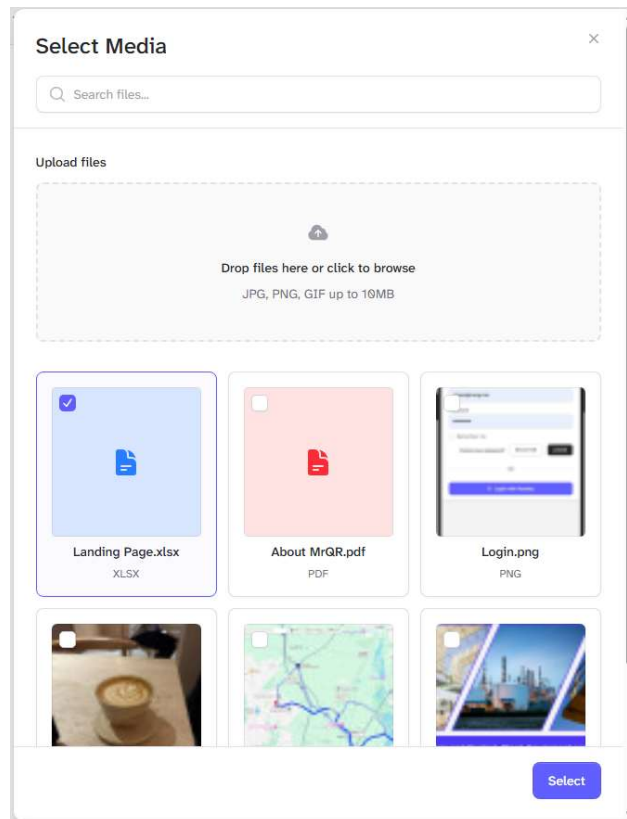 Select Media
Search files...
Upload files
Drop files here or click to browse
JPG, PNG, GIF up to 10MB
Landing Page.xlsx
XLSX
About MrQR.pdf
PDF
Login.png
PNG
Select